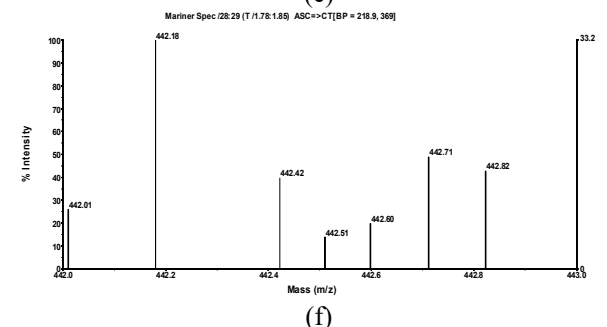 Mariner Spec /28:29 (T /1.78:1.85) ASC=>CT[BP = 218.9, 369]
100 442.18 33.2
90
80
70
60
50 442.71
40 442.42 442.82
30
442.01
20 442.60
442.51
10
0 0
442.0 442.2 442.4 442.6 442.8 443.0
% Intensity
Mass (m/z)
(f)